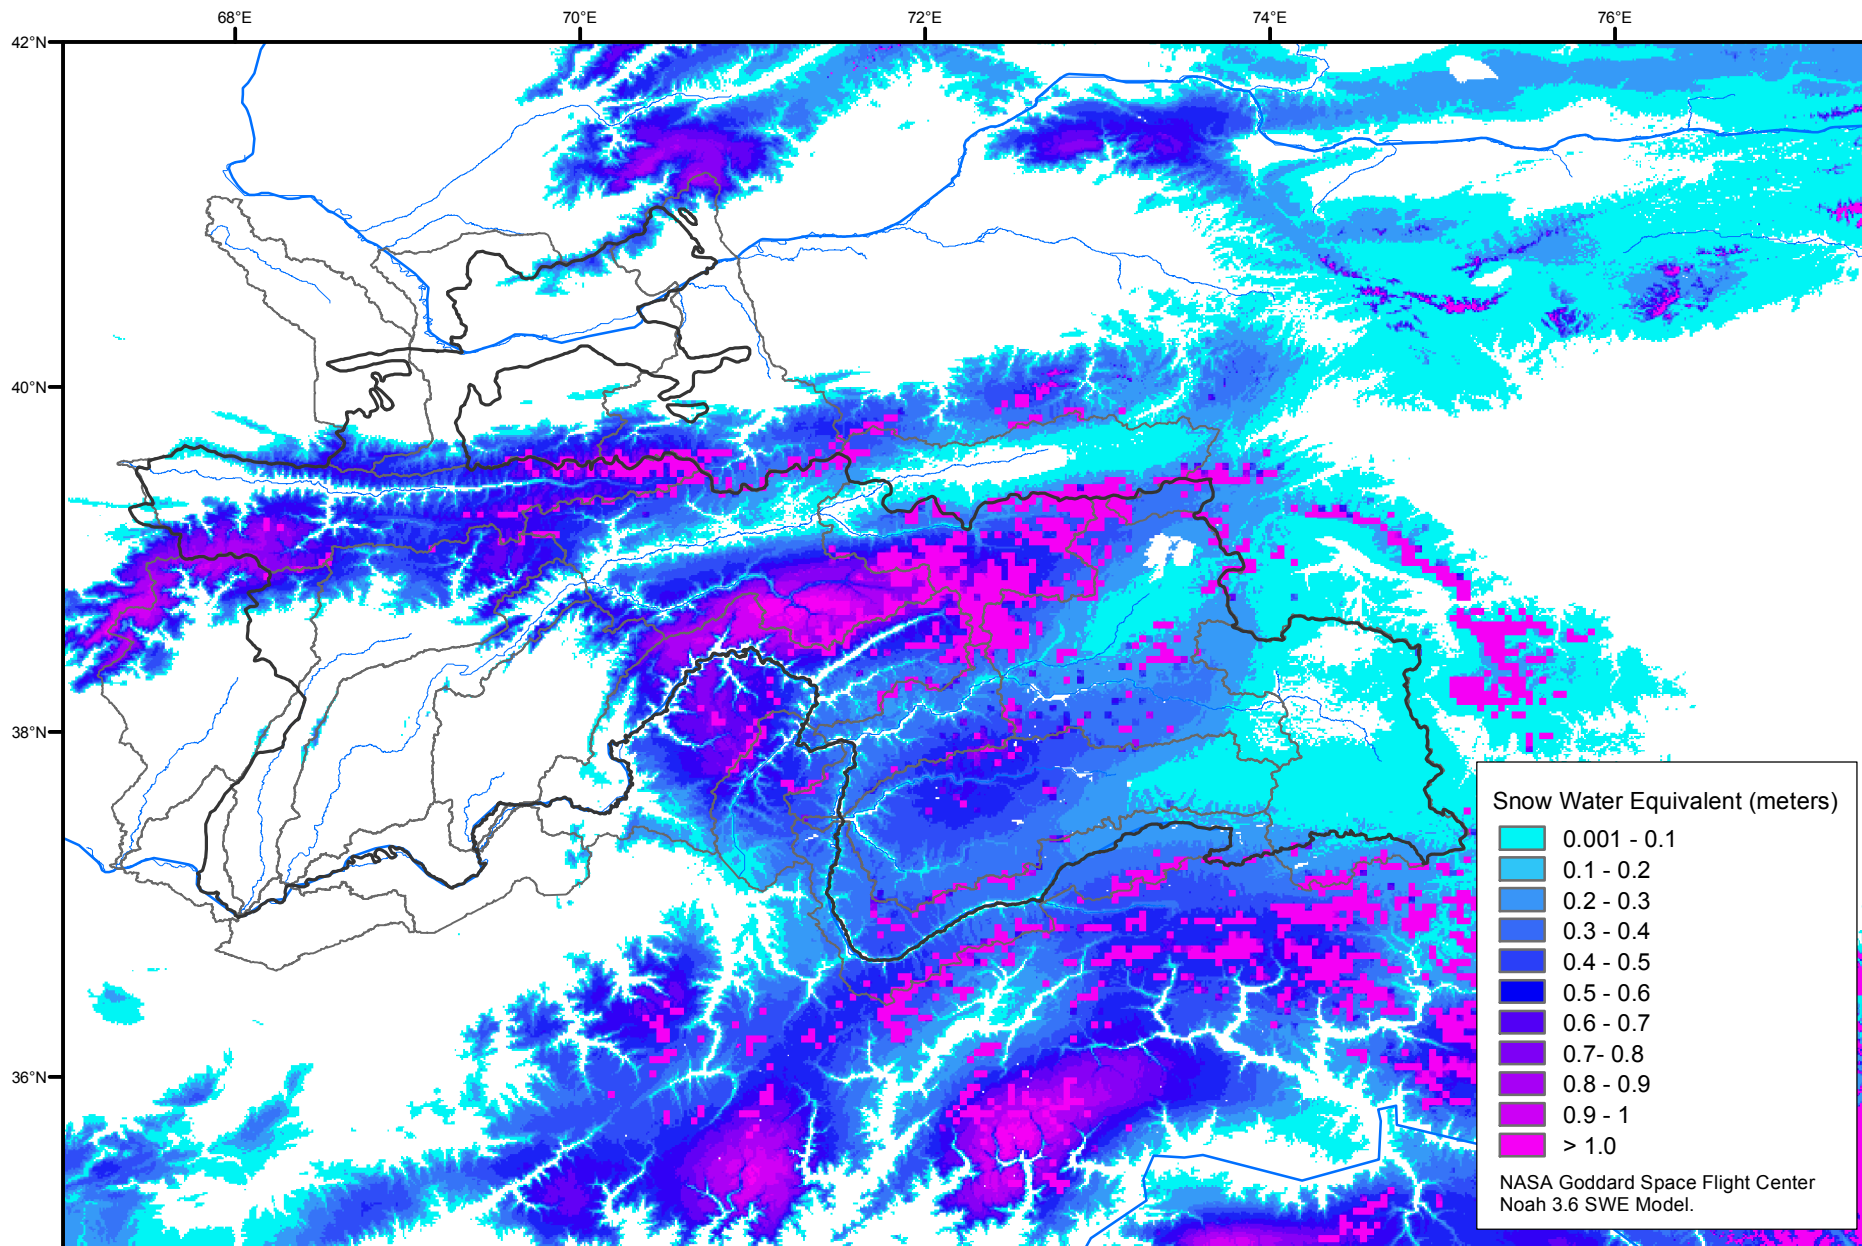 68°E 70°E 72°E 74°E 76°E
42°N
40°N
38°N
36°N
Snow Water Equivalent (meters)
0.001 - 0.1
0.1 - 0.2
0.2 - 0.3
0.3 - 0.4
0.4 - 0.5
0.5 - 0.6
0.6 - 0.7
0.7- 0.8
0.8 - 0.9
0.9 - 1
> 1.0
NASA Goddard Space Flight Center
Noah 3.6 SWE Model.